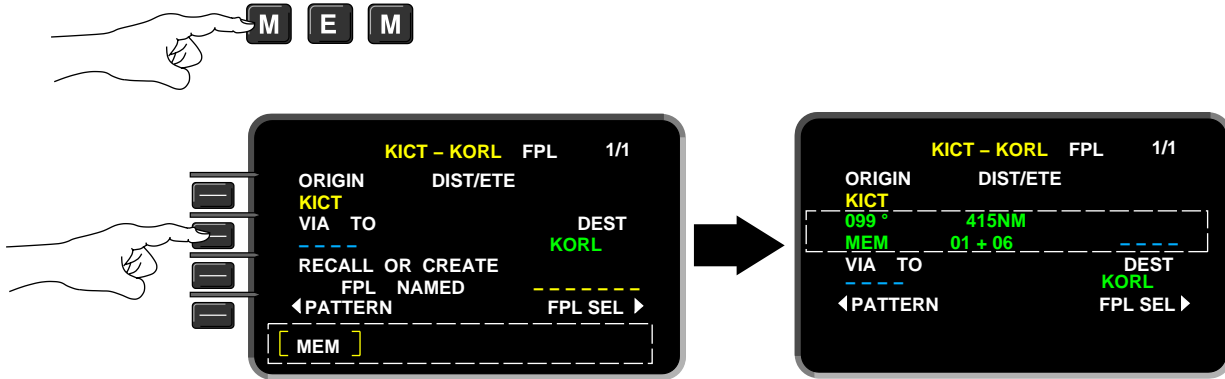 M E M
KICT – KORL FPL 1/1
ORIGIN DIST/ETE
KICT
VIA TO DEST
– – – – KORL
RECALL OR CREATE
FPL NAMED – – – – – – –
◀PATTERN FPL SEL ▶
[ MEM ]
KICT – KORL FPL 1/1
ORIGIN DIST/ETE
KICT
099 ° 415NM
MEM 01 + 06 – – – –
VIA TO DEST
– – – – KORL
◀PATTERN FPL SEL ▶